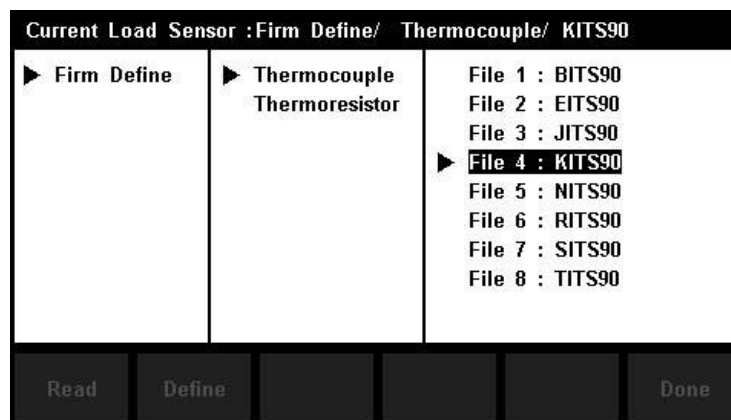 Current Load Sensor :Firm Define/ Thermocouple/ KITS90
Firm Define
Thermocouple
Thermoresistor
File 1 : BITS90
File 2 : EITS90
File 3 : JITS90
File 4 : KITS90
File 5 : NITS90
File 6 : RITS90
File 7 : SITS90
File 8 : TITS90
Read Define Done